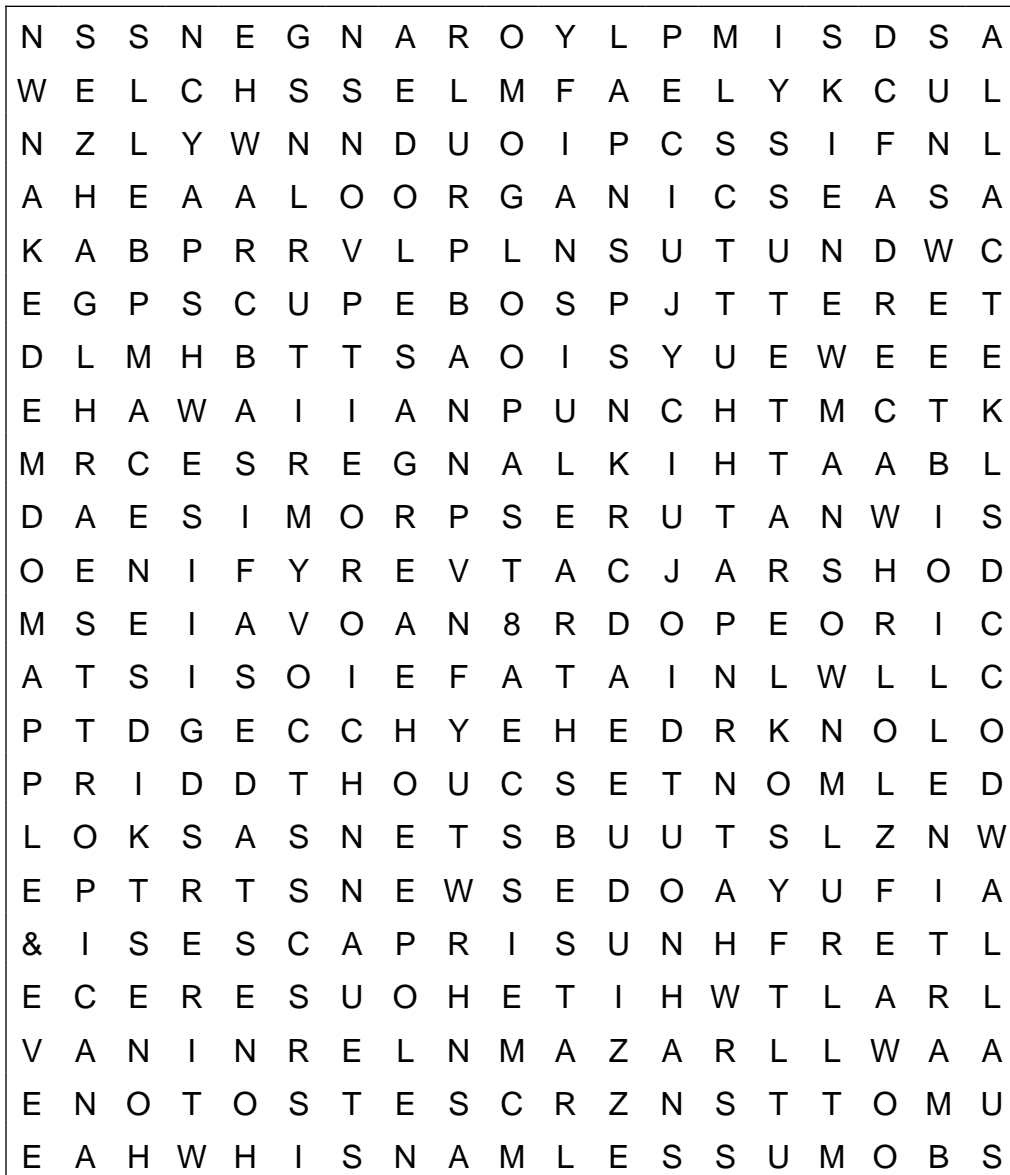 N S S N E G N A R O Y L P M I S D S A
W E L C H S S E L M F A E L Y K C U L
N Z L Y W N N D U O I P C S S I F N L
A H E A A L O O R G A N I C S E A S A
K A B P R R V L P L N S U T U N D W C
E G P S C U P E B O S P J T T E R E T
D L M H B T T S A O I S Y U E W E E E
E H A W A I I A N P U N C H T M C T K
M R C E S R E G N A L K I H T A A B L
D A E S I M O R P S E R U T A N W I S
O E N I F Y R E V T A C J A R S H O D
M S E I A V O A N 8 R D O P E O R I C
A T S I S O I E F A T A I N L W L L C
P T D G E C C H Y E H E D R K N O L O
P R I D D T H O U C S E T N O M L E D
L O K S A S N E T S B U U T S L Z N W
E P T R T S N E W S E D O A Y U F I A
& I S E S C A P R I S U N H F R E T L
E C E R E S U O H E T I H W T L A R L
V A N I N R E L N M A Z A R L L W A A
E N O T O S T E S C R Z N S T T O M U
E A H W H I S N A M L E S S U M O B S